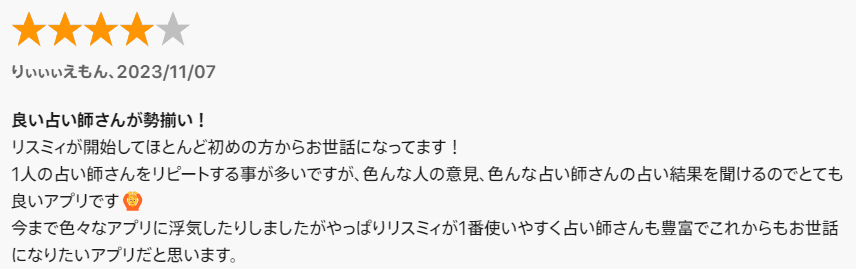 りぃぃぃえもん、2023/11/07
良い占い師さんが勢揃い！
リスミィが開始してほとんど初めの方からお世話になってます！
1人の占い師さんをリピートする事が多いですが、色んな人の意見、色んな占い師さんの占い結果を聞けるのでとても
良いアプリです🙆
今まで色々なアプリに浮気したりしましたがやっぱりリスミィが1番使いやすく占い師さんも豊富でこれからもお世話
になりたいアプリだと思います。